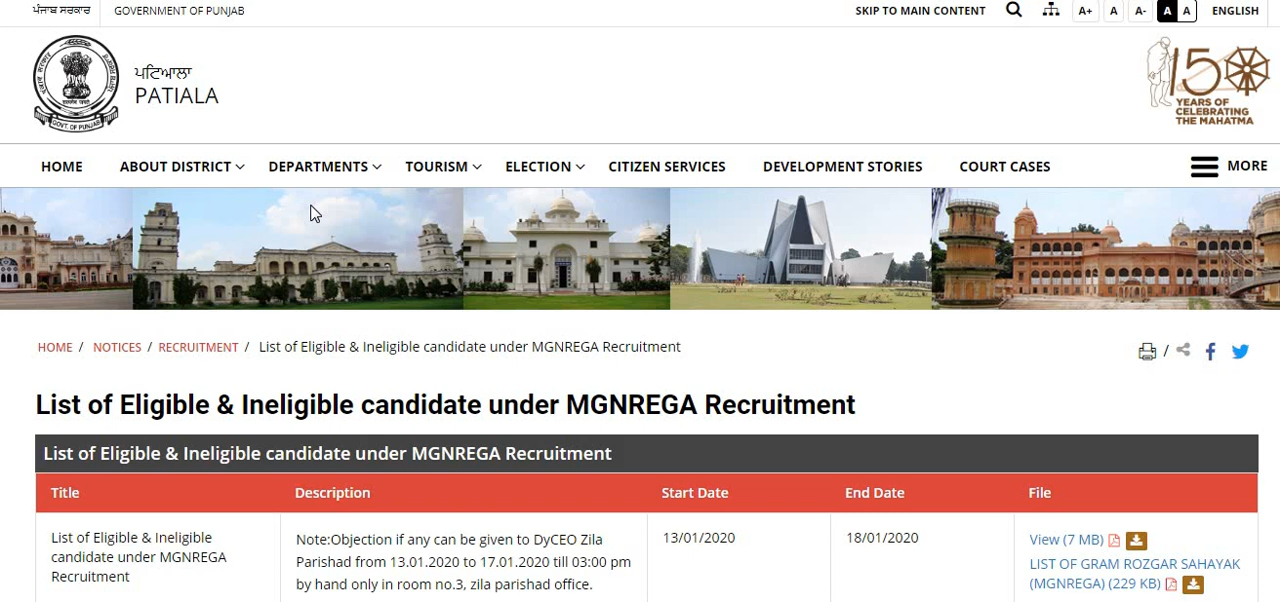 ਪੰਜਾਬ ਸਰਕਾਰ GOVERNMENT OF PUNJAB SKIP TO MAIN CONTENT A+ A A- A A ENGLISH
ਪਟਿਆਲਾ
PATIALA
GOVT. OF PUNJAB
150
YEARS OF
CELEBRATING
THE MAHATMA
HOME ABOUT DISTRICT DEPARTMENTS TOURISM ELECTION CITIZEN SERVICES DEVELOPMENT STORIES COURT CASES MORE
HOME / NOTICES / RECRUITMENT / List of Eligible & Ineligible candidate under MGNREGA Recruitment /
List of Eligible & Ineligible candidate under MGNREGA Recruitment
List of Eligible & Ineligible candidate under MGNREGA Recruitment
Title Description Start Date End Date File
List of Eligible & Ineligible
candidate under MGNREGA
Recruitment
Note:Objection if any can be given to DyCEO Zila
Parishad from 13.01.2020 to 17.01.2020 till 03:00 pm
by hand only in room no.3, zila parishad office.
13/01/2020
18/01/2020
View (7 MB)
LIST OF GRAM ROZGAR SAHAYAK
(MGNREGA) (229 KB)